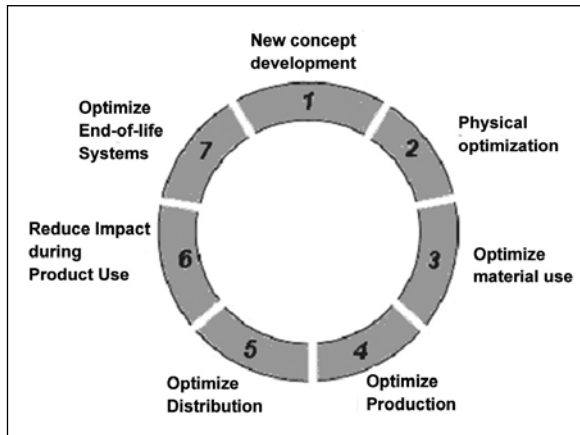 New concept
development
1
Physical
optimization
2
Optimize
material use
3
Optimize
Production
4
Optimize
Distribution
5
Reduce Impact
during
Product Use
6
Optimize
End-of-life
Systems
7